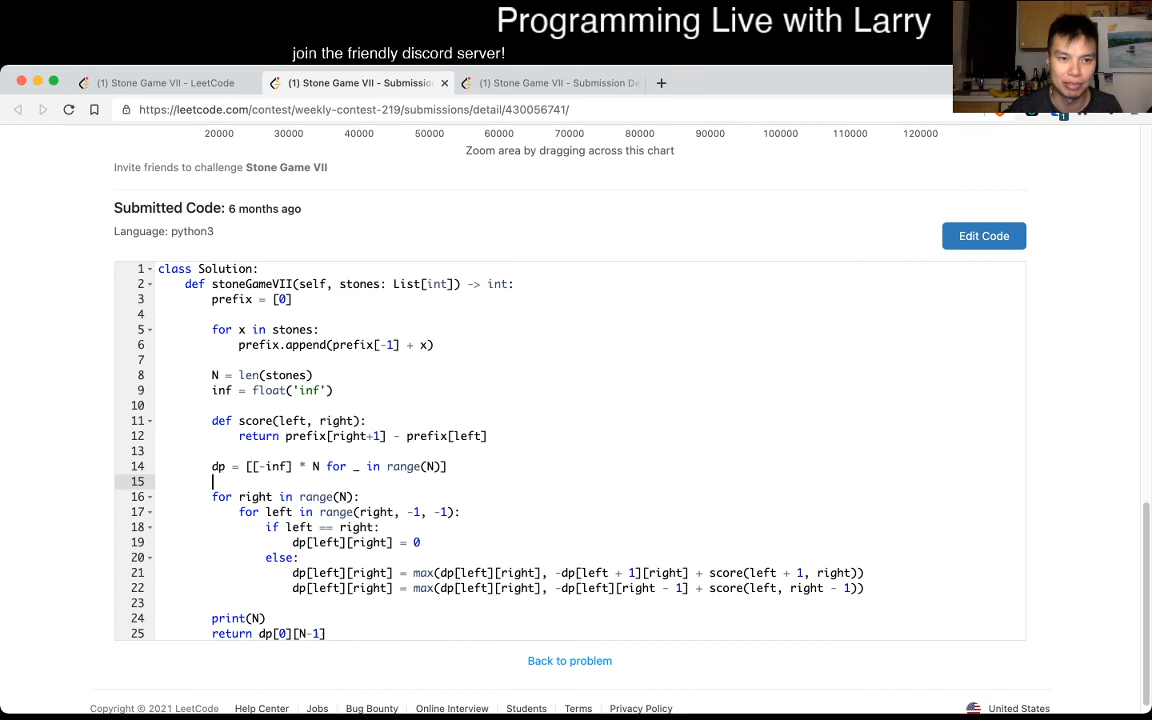 Programming Live with Larry
join the friendly discord server!
(1) Stone Game VII - LeetCode
(1) Stone Game VII - Submissio
(1) Stone Game VII - Submission De
https://leetcode.com/contest/weekly-contest-219/submissions/detail/430056741/
20000 30000 40000 50000 60000 70000 80000 90000 100000 110000 120000
Zoom area by dragging across this chart
Invite friends to challenge Stone Game VII
Submitted Code: 6 months ago
Language: python3
Edit Code
1 class Solution:
2 def stoneGameVII(self, stones: List[int]) -> int:
3 prefix = [0]
4
5 for x in stones:
6 prefix.append(prefix[-1] + x)
7
8 N = len(stones)
9 inf = float('inf')
10
11 def score(left, right):
12 return prefix[right+1] - prefix[left]
13
14 dp = [[-inf] * N for _ in range(N)]
15
16 for right in range(N):
17 for left in range(right, -1, -1):
18 if left == right:
19 dp[left][right] = 0
20 else:
21 dp[left][right] = max(dp[left][right], -dp[left + 1][right] + score(left + 1, right))
22 dp[left][right] = max(dp[left][right], -dp[left][right - 1] + score(left, right - 1))
23
24 print(N)
25 return dp[0][N-1]
Back to problem
Copyright © 2021 LeetCode Help Center Jobs Bug Bounty Online Interview Students Terms Privacy Policy United States